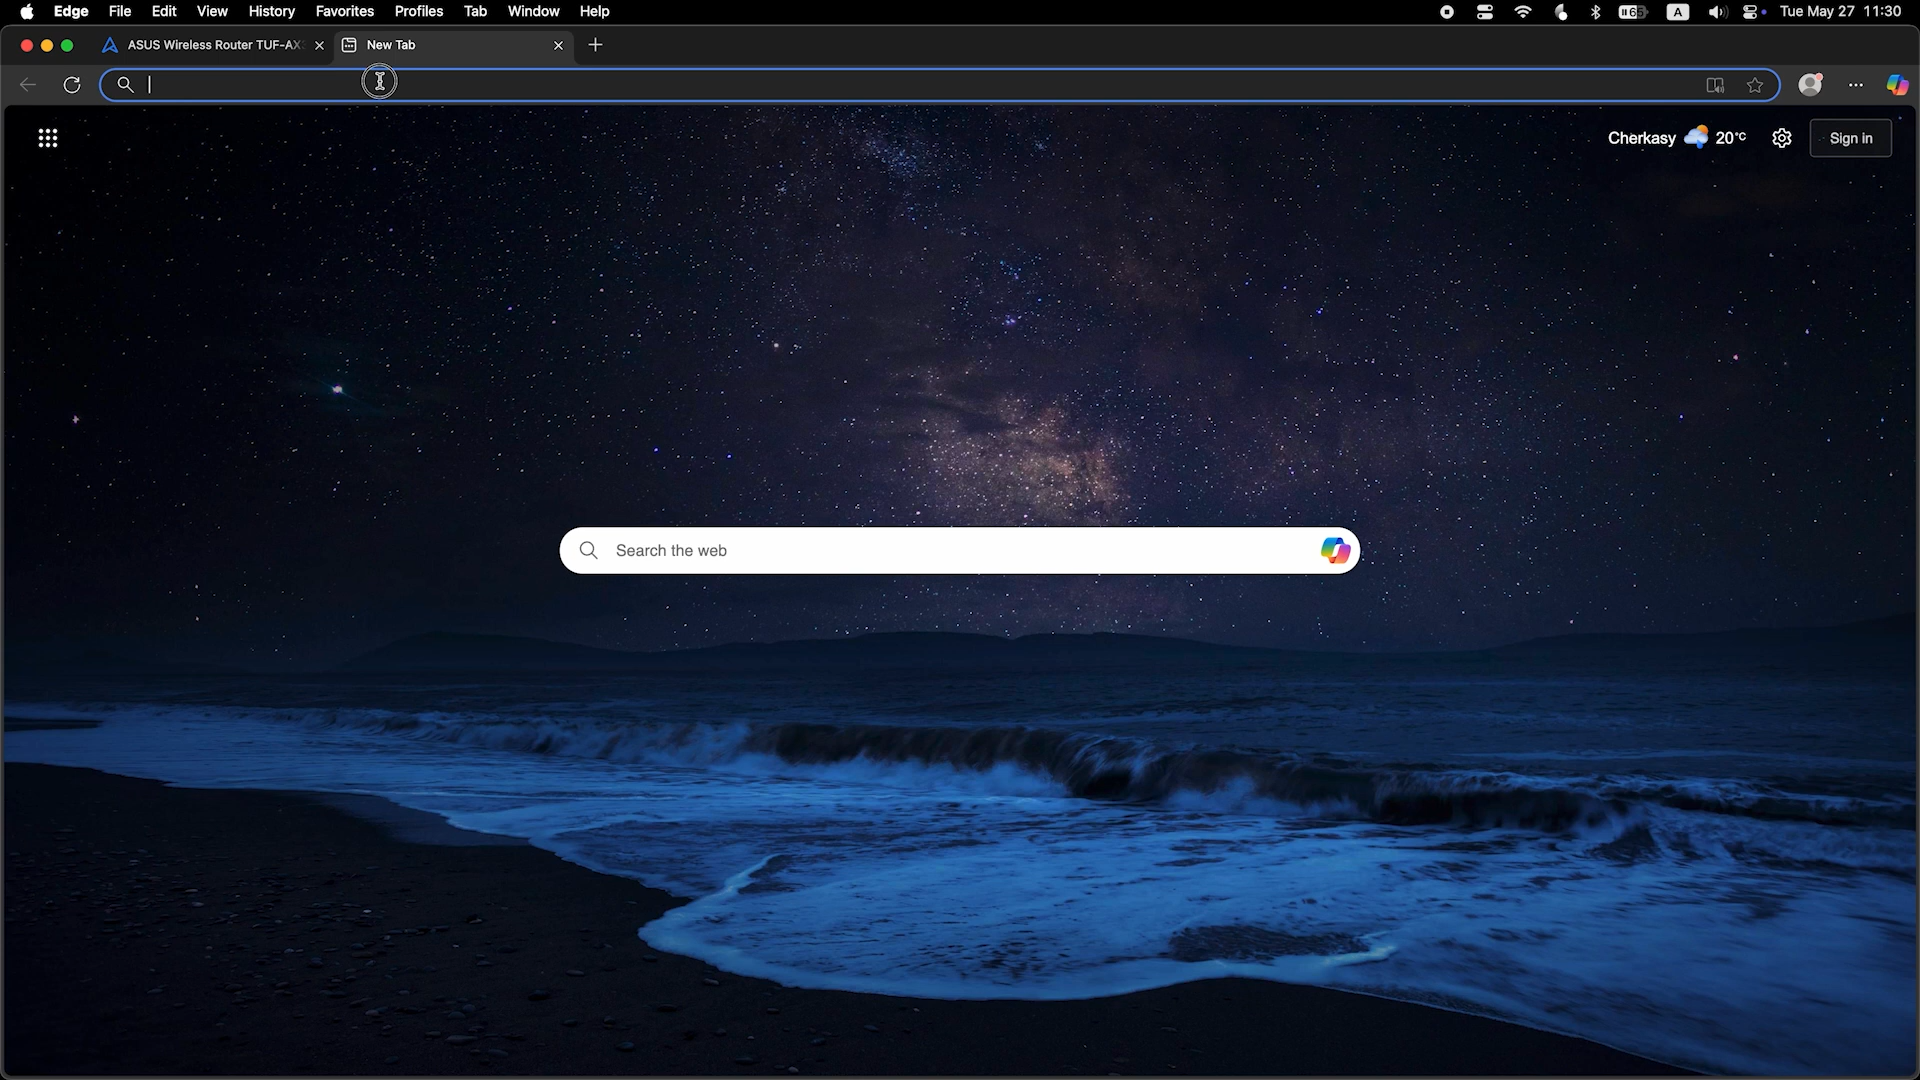 Edge File Edit View History Favorites Profiles Tab Window Help 65 A Tue May 27 11:30
ASUS Wireless Router TUF-AX New Tab
Cherkasy 20°C Sign in
Search the web